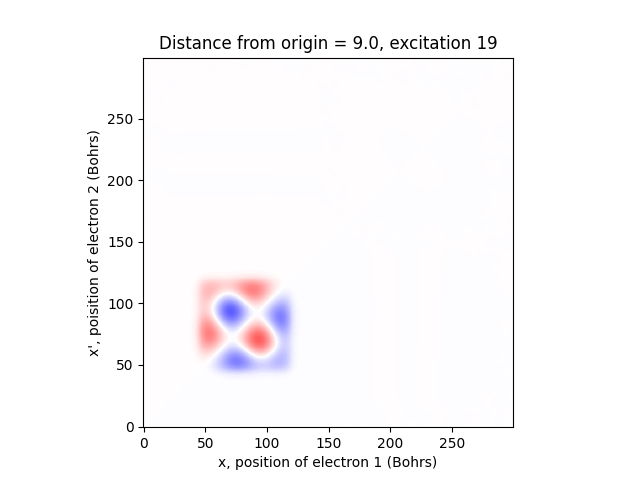 Distance from origin = 9.0, excitation 19
x', poisition of electron 2 (Bohrs)
250
200
150
100
50
0
0 50 100 150 200 250
x, position of electron 1 (Bohrs)